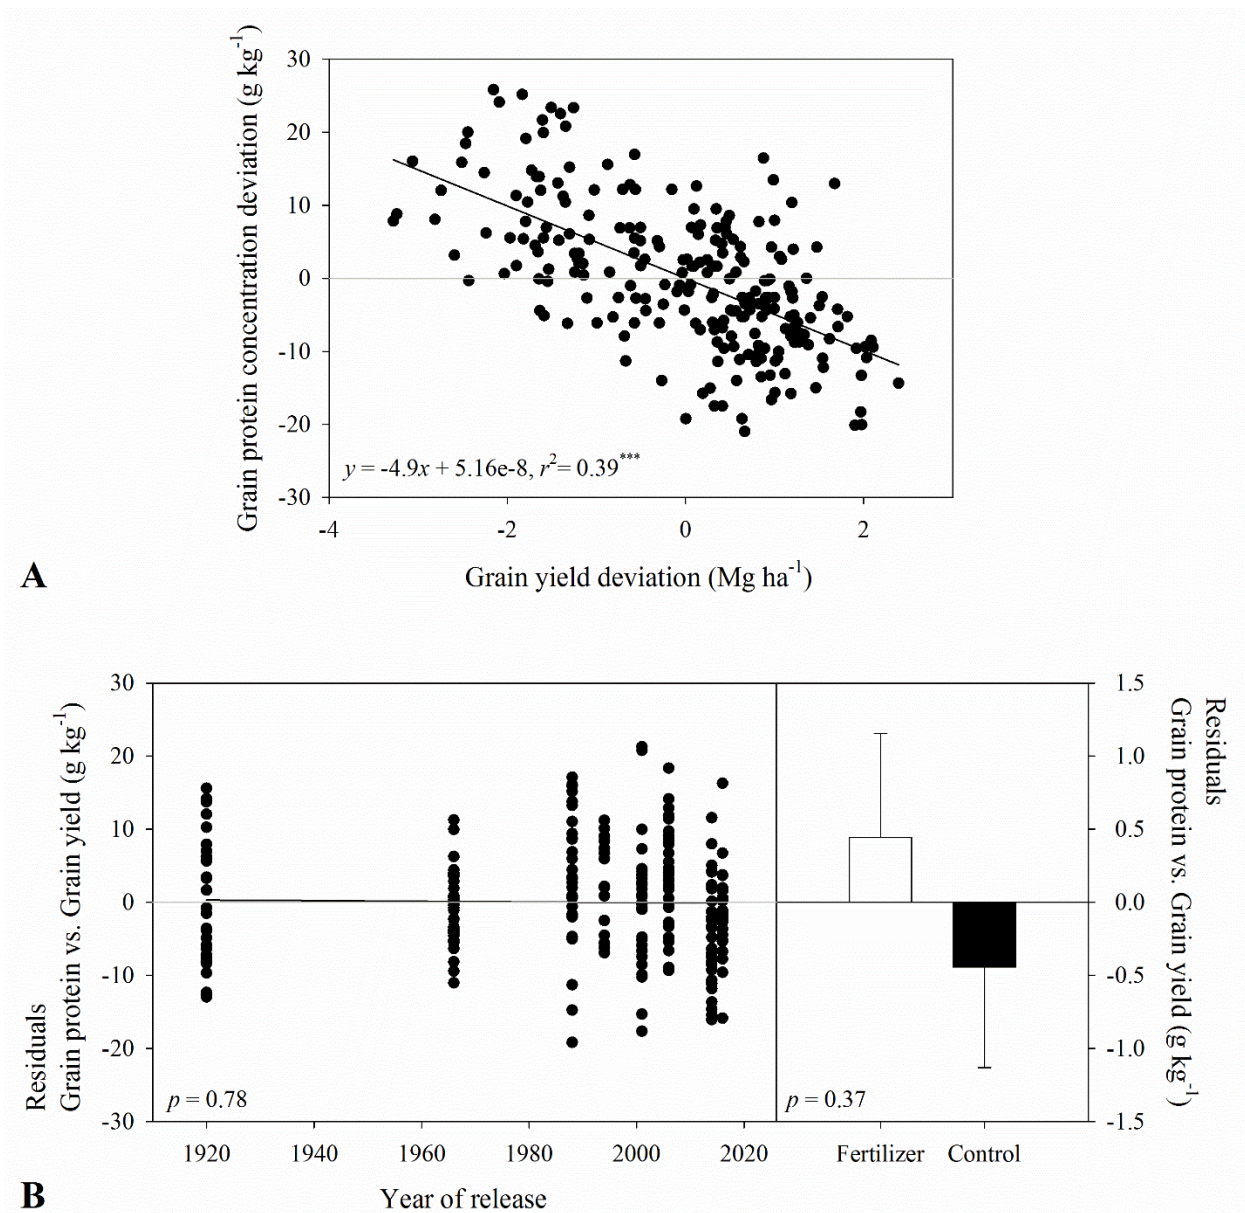 Grain protein concentration deviation (g kg⁻¹)
30
20
10
0
-10
-20
-30
y = -4.9x + 5.16e-8, r² = 0.39***
-4
-2
0
2
Grain yield deviation (Mg ha⁻¹)
A
Residuals
Grain protein vs. Grain yield (g kg⁻¹)
30
20
10
0
-10
-20
-30
p = 0.78
1920
1940
1960
1980
2000
2020
Year of release
p = 0.37
Fertilizer
Control
1.5
1.0
0.5
0.0
-0.5
-1.0
-1.5
Residuals
Grain protein vs. Grain yield (g kg⁻¹)
B